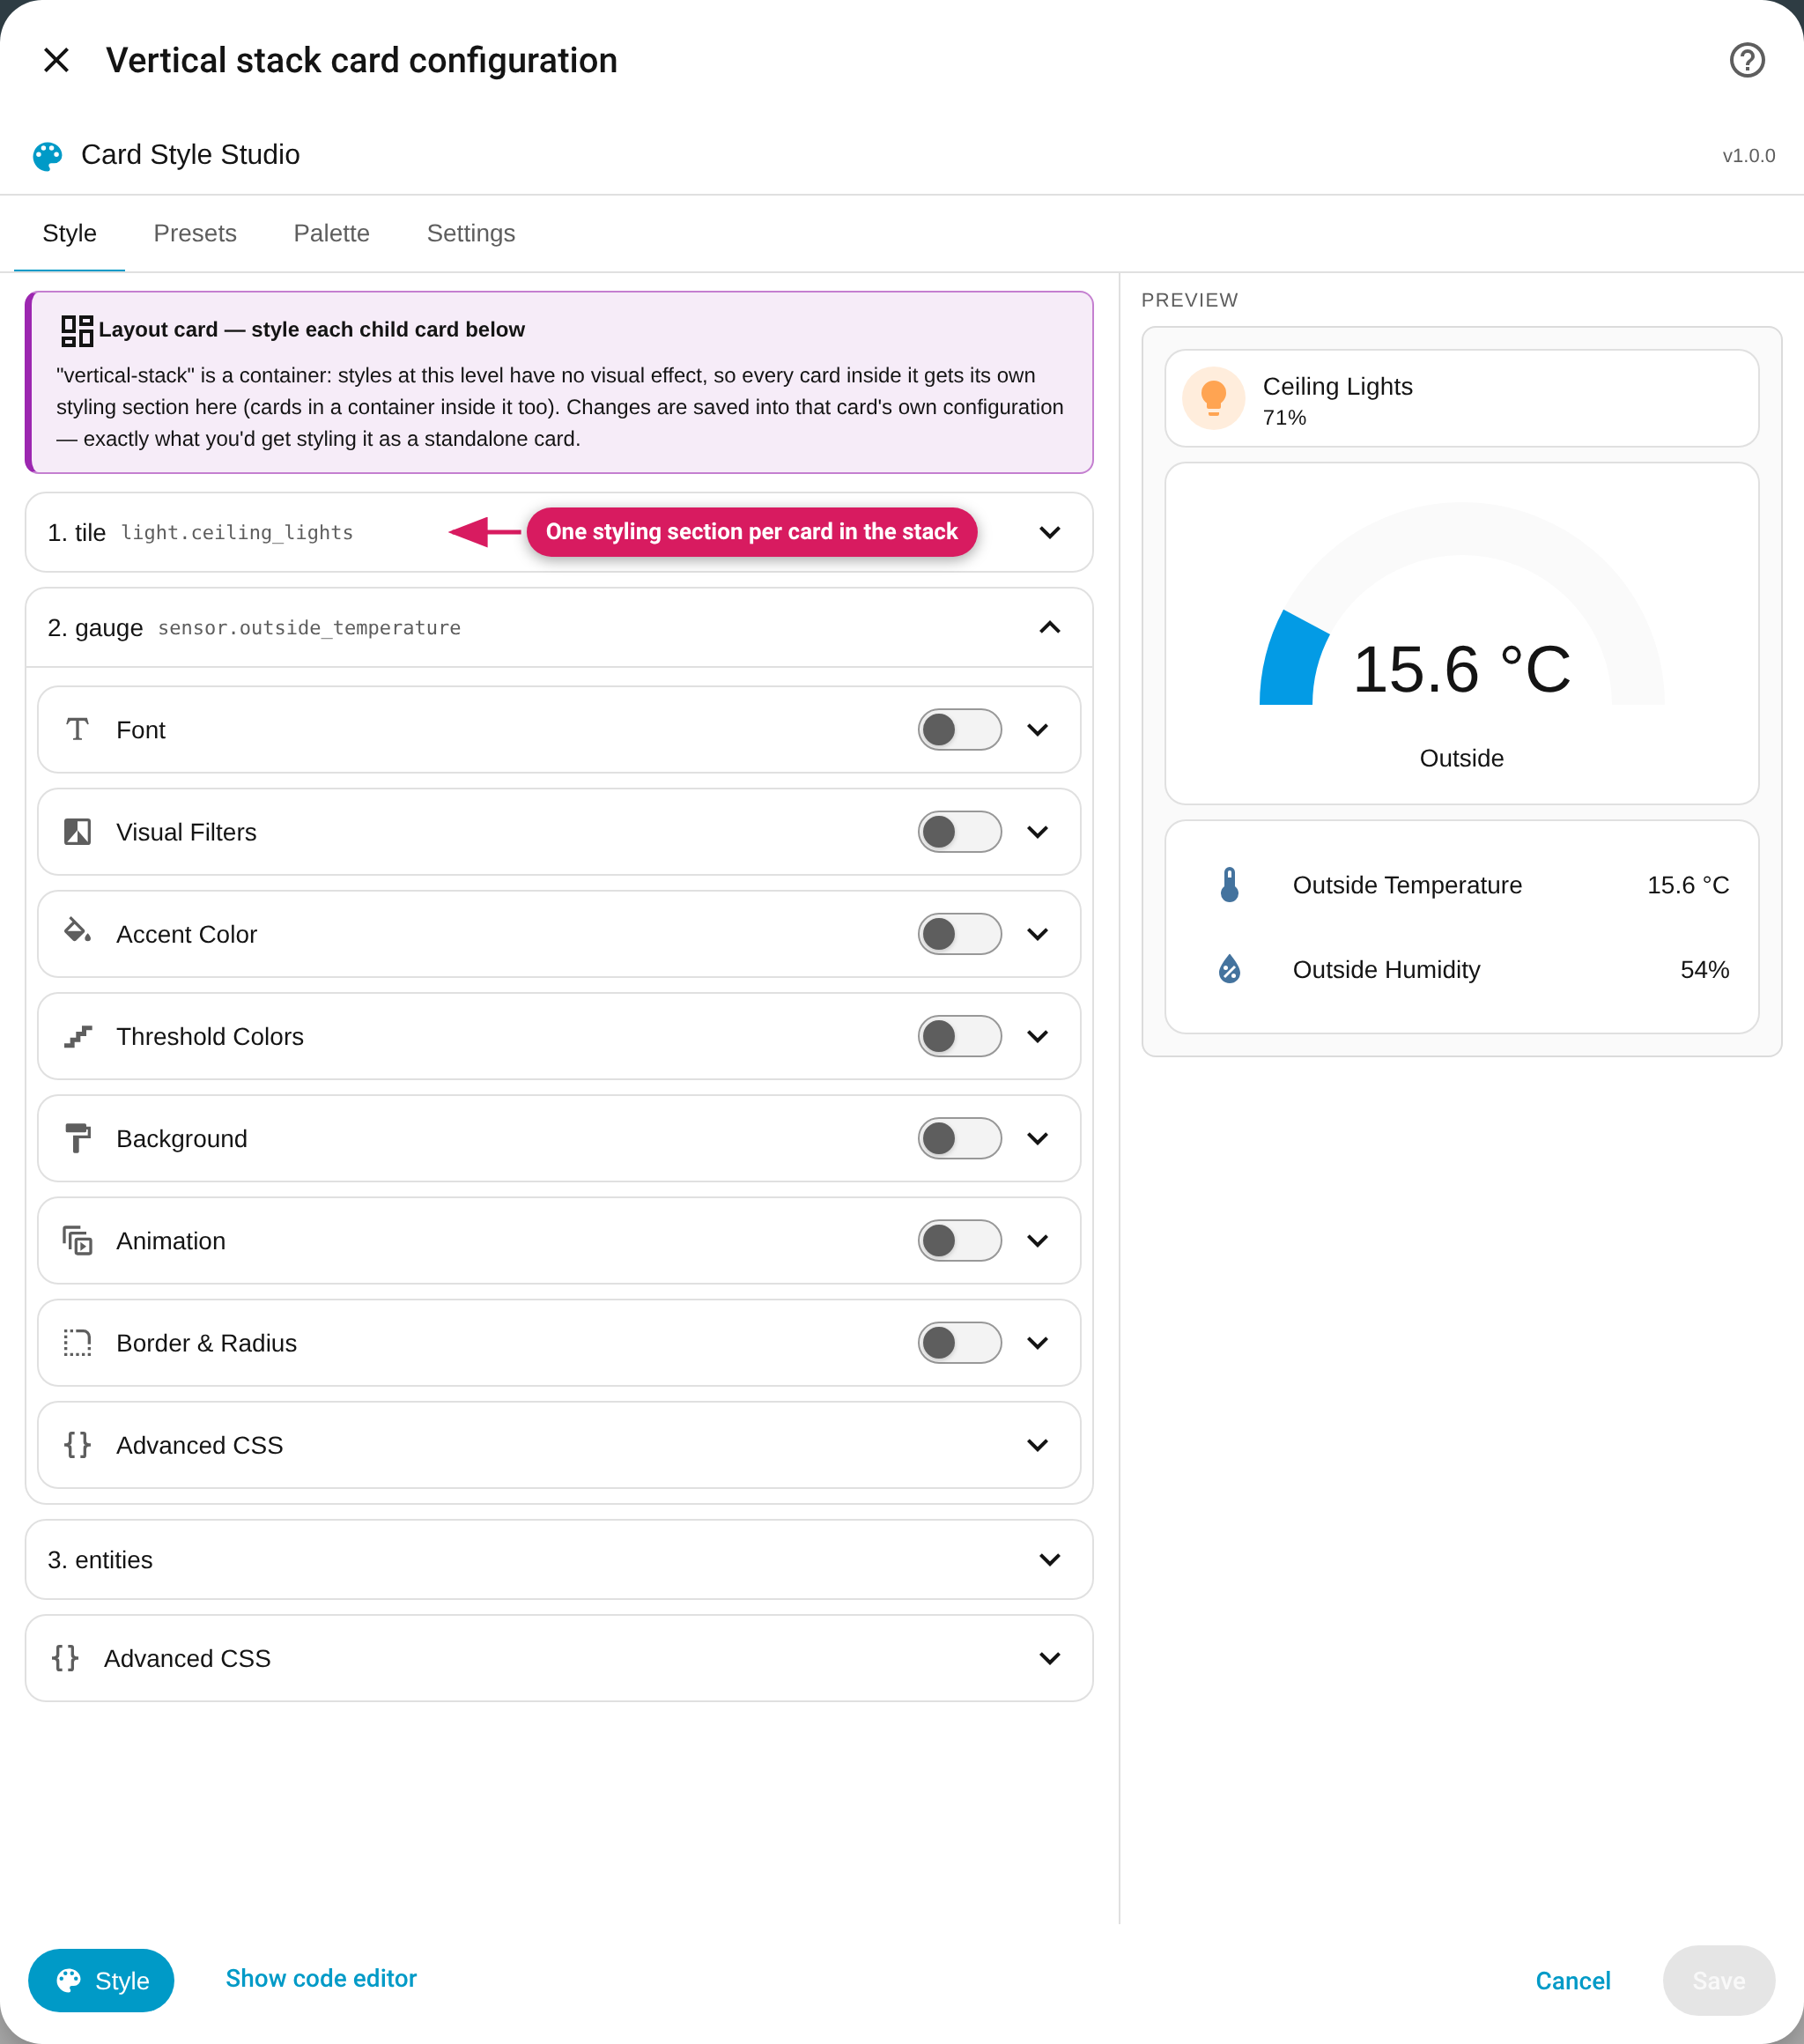 Vertical stack card configuration
Card Style Studio
v1.0.0
Style
Presets
Palette
Settings
Layout card — style each child card below
"vertical-stack" is a container: styles at this level have no visual effect, so every card inside it gets its own
styling section here (cards in a container inside it too). Changes are saved into that card's own configuration
— exactly what you'd get styling it as a standalone card.
1. tile light.ceiling_lights
One styling section per card in the stack
2. gauge sensor.outside_temperature
Font
Visual Filters
Accent Color
Threshold Colors
Background
Animation
Border & Radius
{} Advanced CSS
3. entities
{} Advanced CSS
PREVIEW
Ceiling Lights
71%
15.6 °C
Outside
Outside Temperature 15.6 °C
Outside Humidity 54%
Style
Show code editor
Cancel
Save